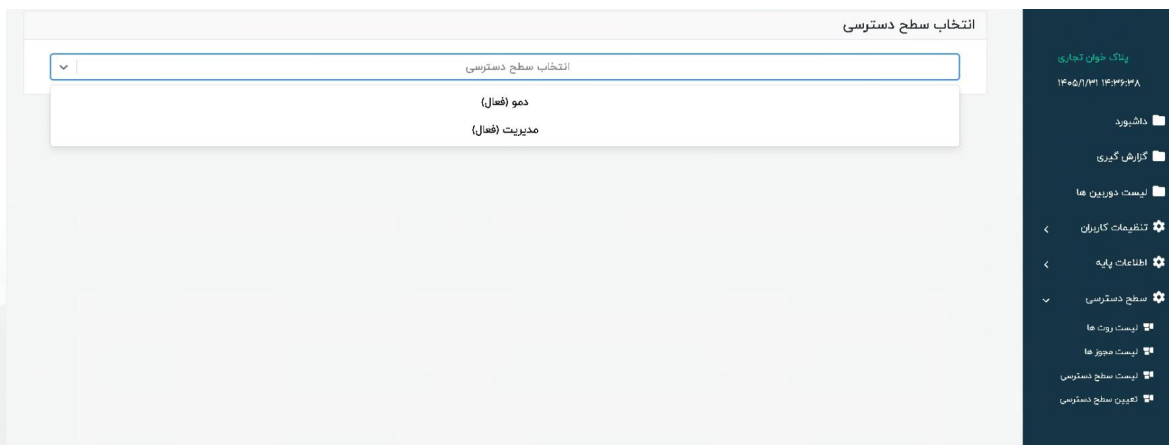 انتخاب سطح دسترسی
انتخاب سطح دسترسی
دمو (فعال)
مدیریت (فعال)
پلاک خوان تجاری
۱۴۰۵/۱/۳۱ ۱۴:۳۶:۳۸
داشبورد
گزارش گیری
لیست دوربین ها
تنظیمات کاربران
اطلاعات پایه
سطح دسترسی
لیست روت ها
لیست مجوز ها
لیست سطح دسترسی
تعیین سطح دسترسی